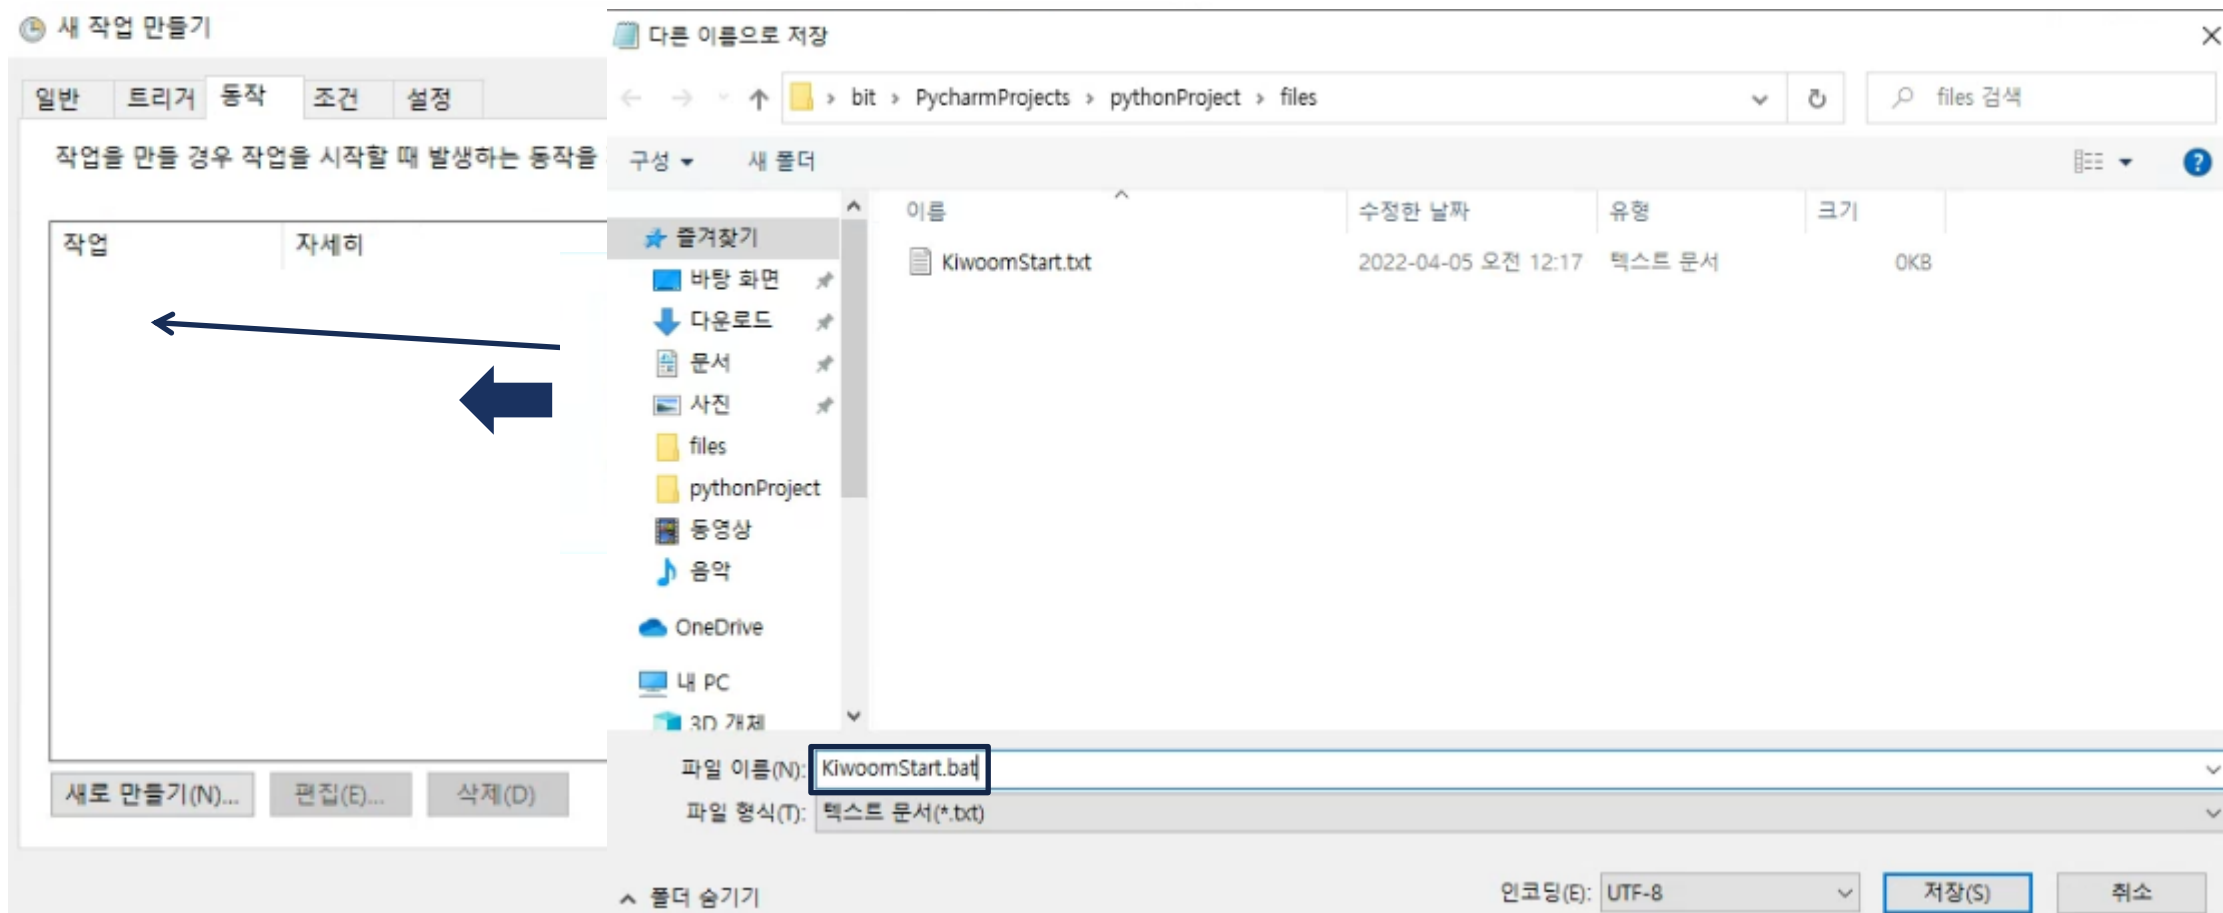 새 작업 만들기
일반 트리거 동작 조건 설정
작업을 만들 경우 작업을 시작할 때 발생하는 동작을
작업 자세히
새로 만들기(N)... 편집(E)... 삭제(D)
다른 이름으로 저장
bit › PycharmProjects › pythonProject › files
files 검색
구성 새 폴더
이름 수정한 날짜 유형 크기
KiwoomStart.txt 2022-04-05 오전 12:17 텍스트 문서 0KB
즐겨찾기
바탕 화면
다운로드
문서
사진
files
pythonProject
동영상
음악
OneDrive
내 PC
3D 개체
파일 이름(N): KiwoomStart.bat
파일 형식(T): 텍스트 문서(*.txt)
폴더 숨기기
인코딩(E): UTF-8 저장(S) 취소